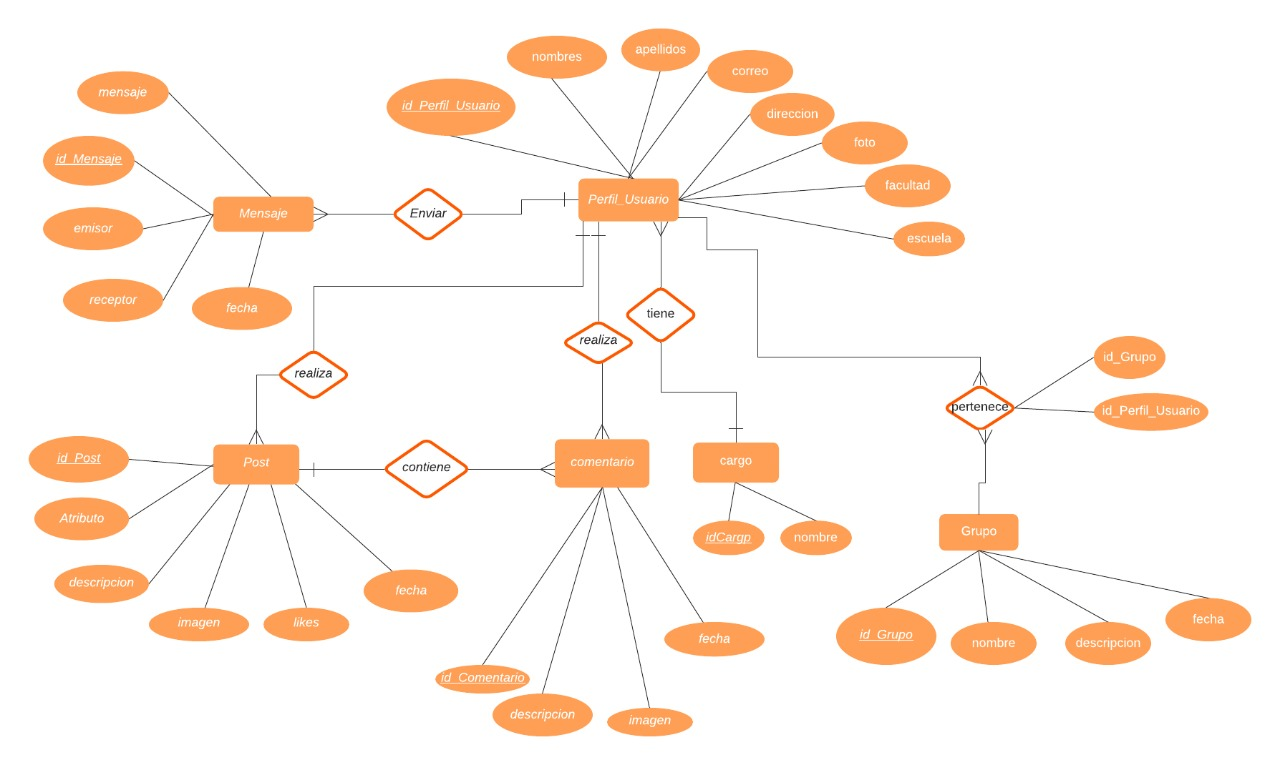 nombres
apellidos
correo
mensaje
id_Perfil_Usuario
direccion
foto
id_Mensaje
facultad
Perfil_Usuario
Mensaje
Enviar
emisor
escuela
receptor
fecha
tiene
realiza
realiza
id_Grupo
pertenece
id_Perfil_Usuario
id_Post
Post
contiene
comentario
cargo
Atributo
Grupo
idCargp
nombre
descripcion
fecha
imagen
likes
fecha
id_Grupo
nombre
descripcion
fecha
id_Comentario
descripcion
imagen